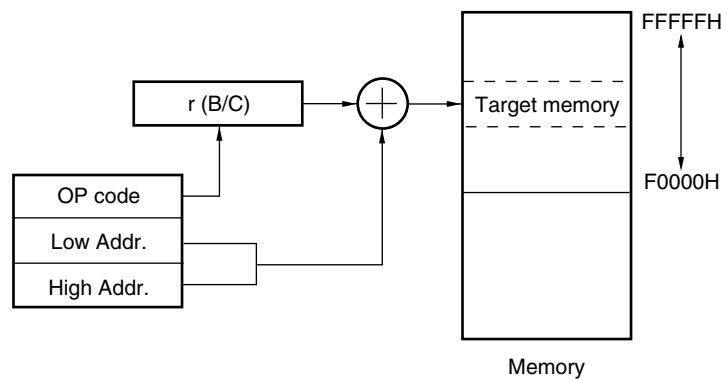 FFFFFH
r (B/C)
Target memory
OP code
F0000H
Low Addr.
High Addr.
Memory